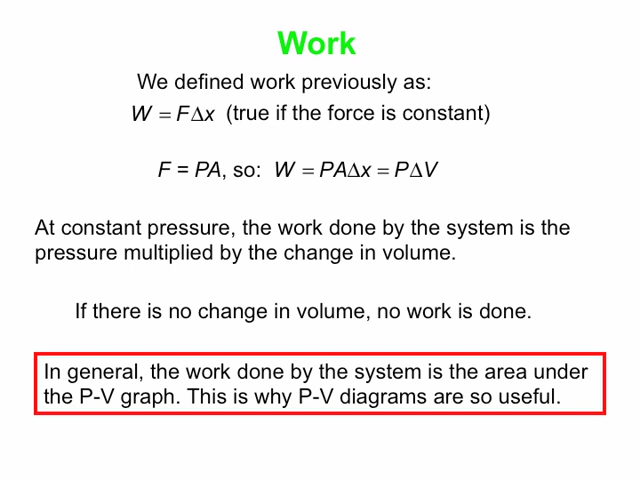 Work
We defined work previously as:
W = FΔx (true if the force is constant)
F = PA, so: W = PAΔx = PΔV
At constant pressure, the work done by the system is the
pressure multiplied by the change in volume.
If there is no change in volume, no work is done.
In general, the work done by the system is the area under
the P-V graph. This is why P-V diagrams are so useful.